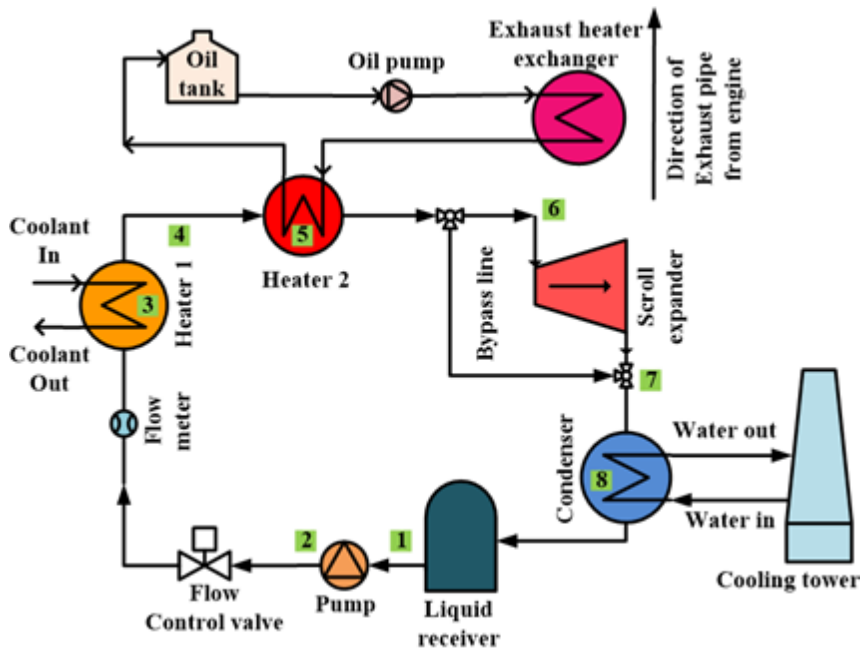 Exhaust heater
exchanger
Oil
tank
Oil pump
Direction of
Exhaust pipe
from engine
4
6
5
Coolant
In
Heater 2
3
Heater 1
Bypass line
Scroll
expander
Coolant
Out
7
Flow
meter
Condenser
Water out
8
Water in
2
1
Cooling tower
Flow
Control valve
Pump
Liquid
receiver